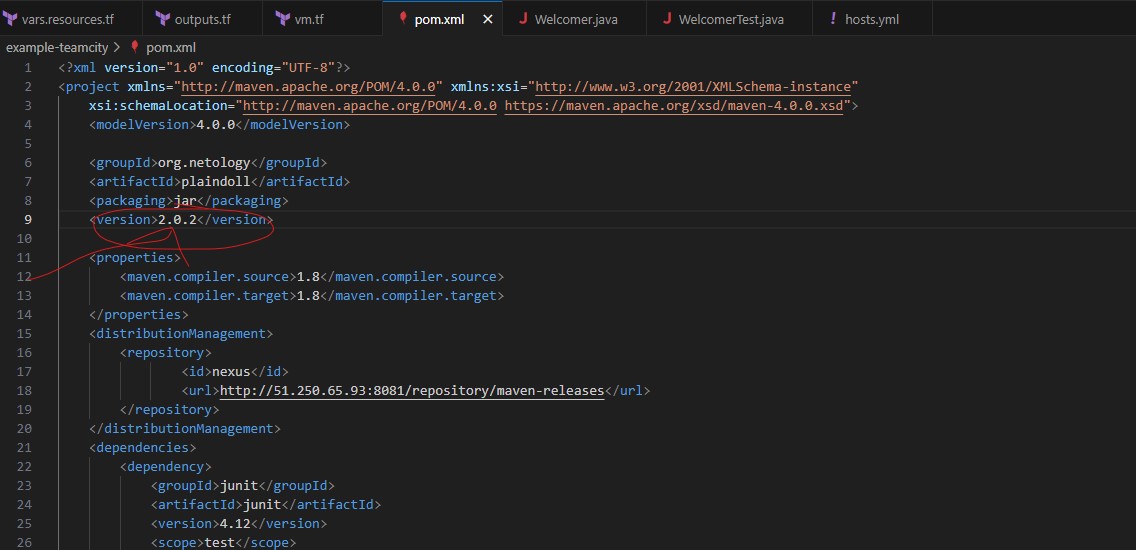 vars.resources.tf outputs.tf vm.tf pom.xml Welcomer.java WelcomerTest.java hosts.yml
example-teamcity > pom.xml
1 <?xml version="1.0" encoding="UTF-8"?>
2 <project xmlns="http://maven.apache.org/POM/4.0.0" xmlns:xsi="http://www.w3.org/2001/XMLSchema-instance"
3 xsi:schemaLocation="http://maven.apache.org/POM/4.0.0 https://maven.apache.org/xsd/maven-4.0.0.xsd">
4 <modelVersion>4.0.0</modelVersion>
5
6 <groupId>org.netology</groupId>
7 <artifactId>plaindoll</artifactId>
8 <packaging>jar</packaging>
9 <version>2.0.2</version>
10
11 <properties>
12 <maven.compiler.source>1.8</maven.compiler.source>
13 <maven.compiler.target>1.8</maven.compiler.target>
14 </properties>
15 <distributionManagement>
16 <repository>
17 <id>nexus</id>
18 <url>http://51.250.65.93:8081/repository/maven-releases</url>
19 </repository>
20 </distributionManagement>
21 <dependencies>
22 <dependency>
23 <groupId>junit</groupId>
24 <artifactId>junit</artifactId>
25 <version>4.12</version>
26 <scope>test</scope>